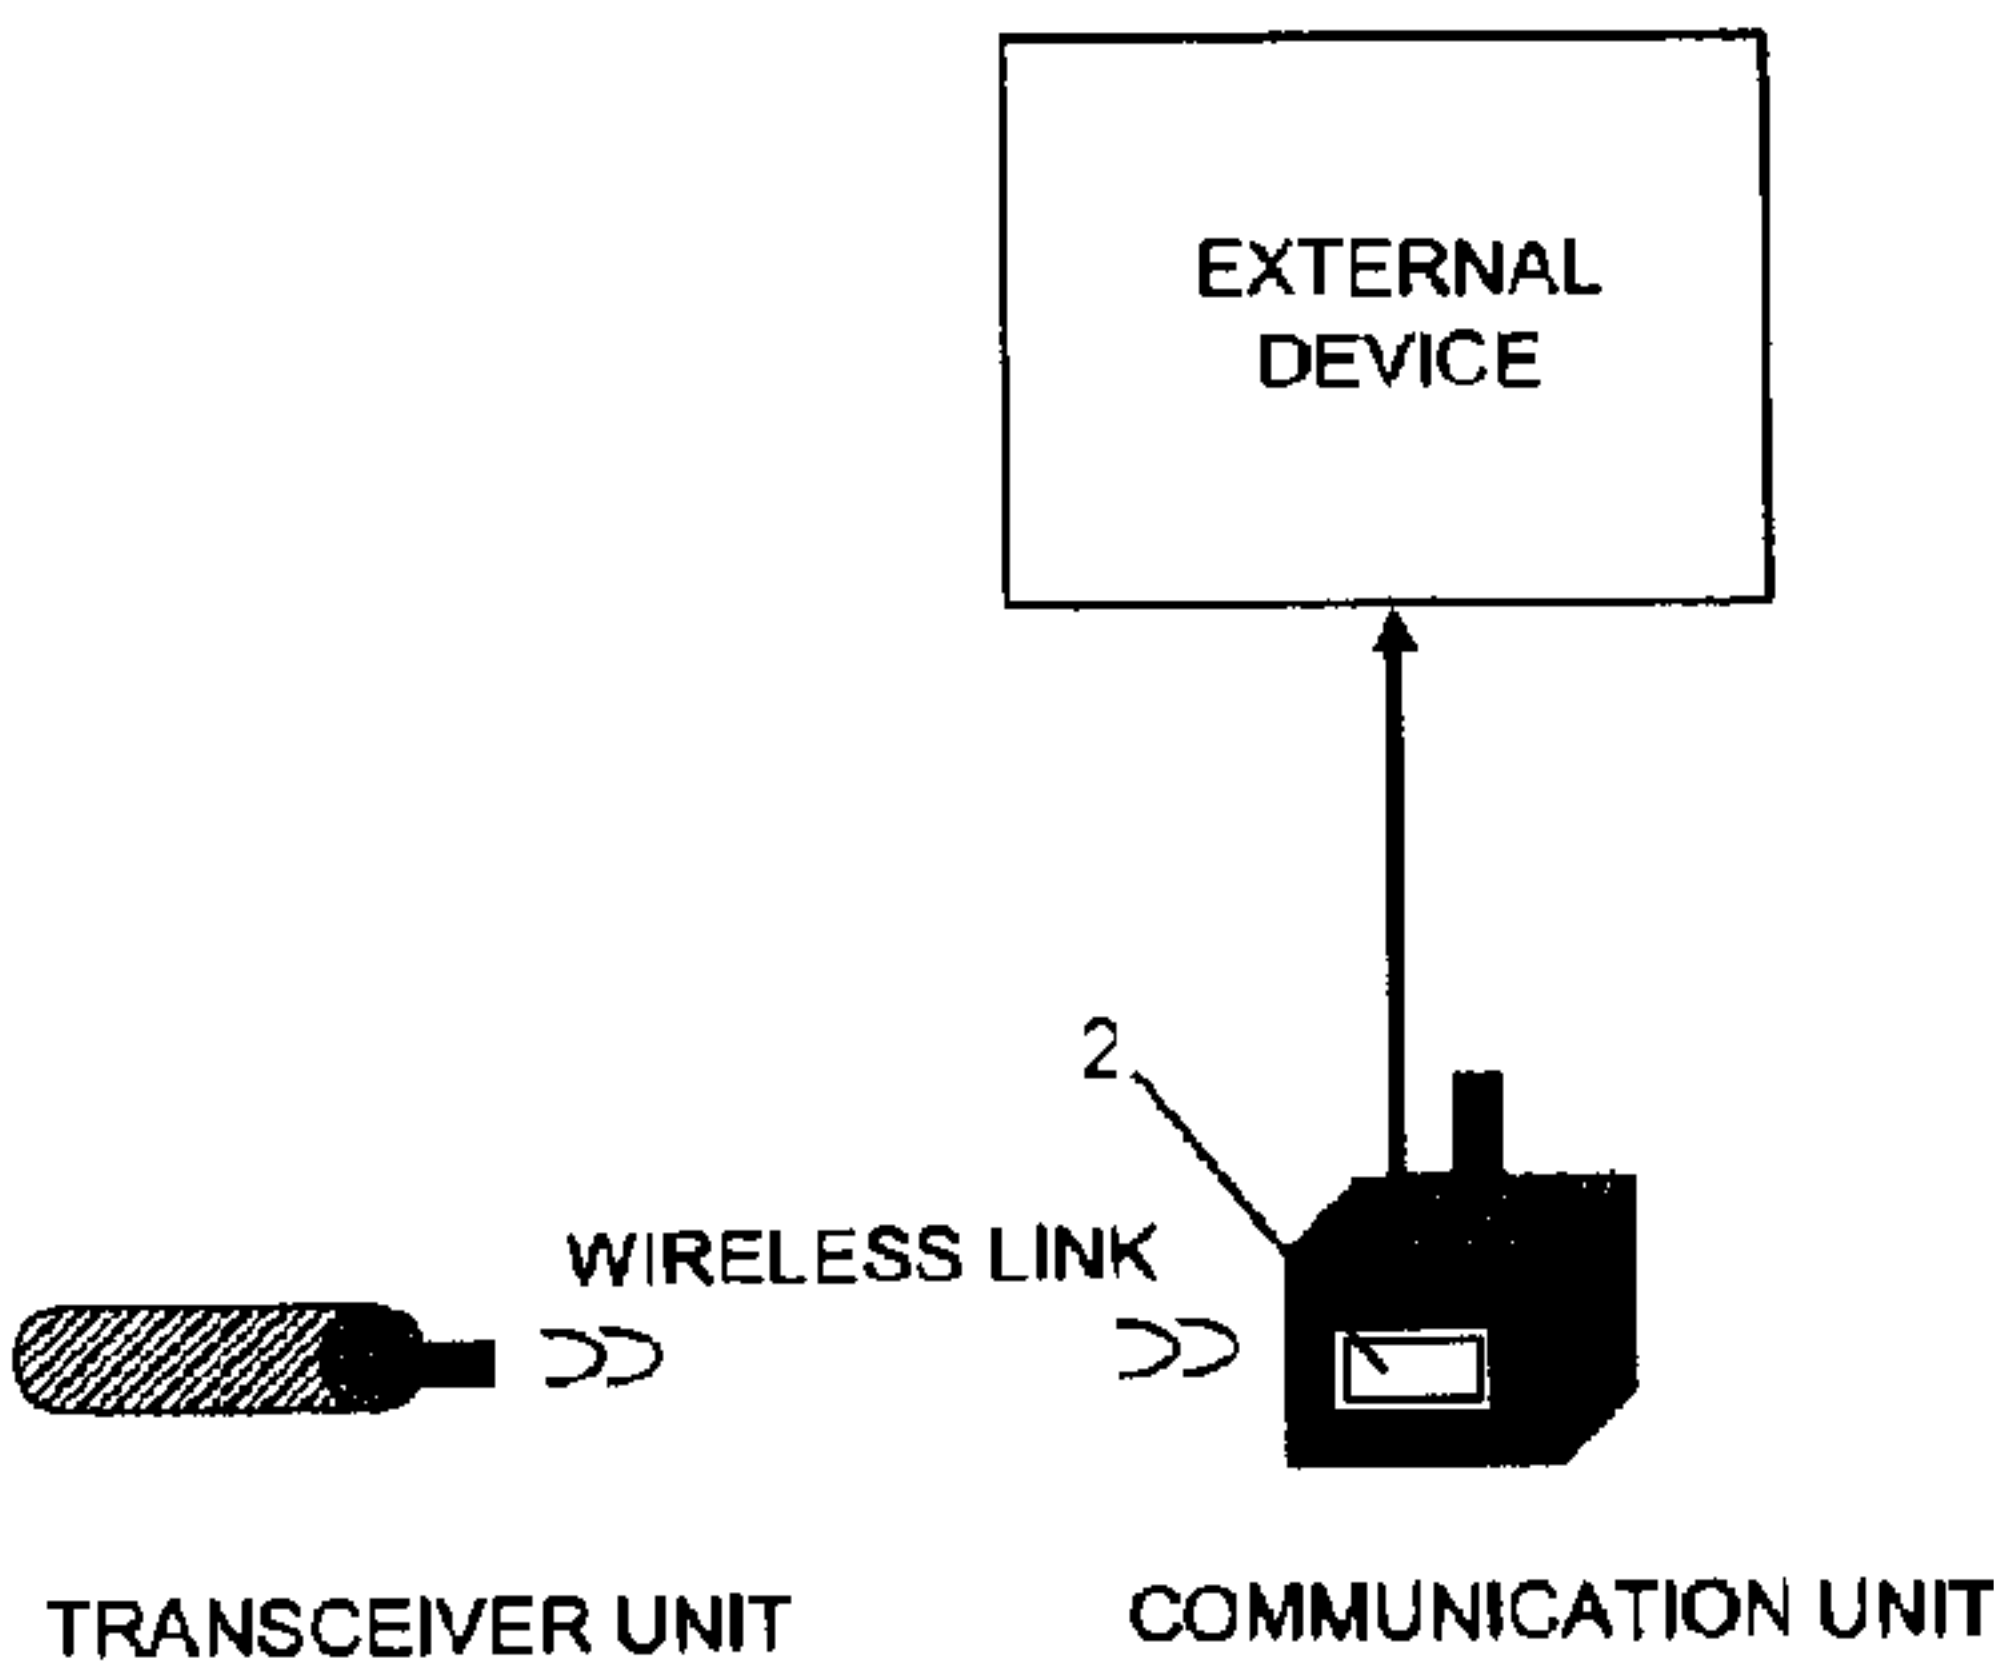 EXTERNAL
DEVICE
2
WIRELESS LINK
TRANSCEIVER UNIT
COMMUNICATION UNIT